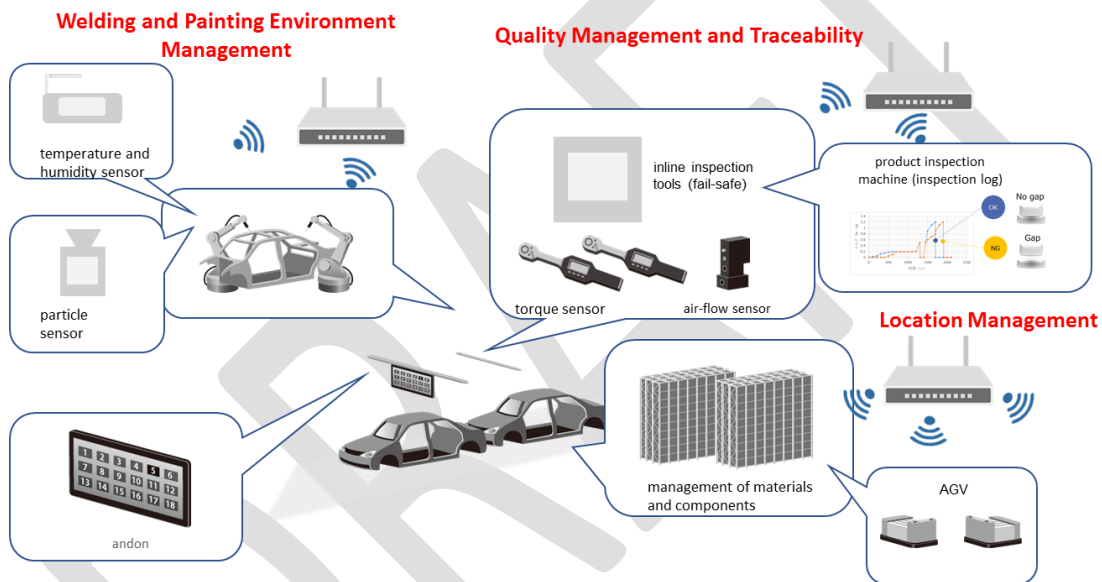 Welding and Painting Environment
Management
Quality Management and Traceability
temperature and
humidity sensor
inline inspection
tools (fail-safe)
product inspection
machine (inspection log)
No gap
OK
Gap
NG
particle
sensor
torque sensor
air-flow sensor
Location Management
1 2 3 4 5 6
7 8 9 10 11 12
13 14 15 16 17 18
andon
management of materials
and components
AGV